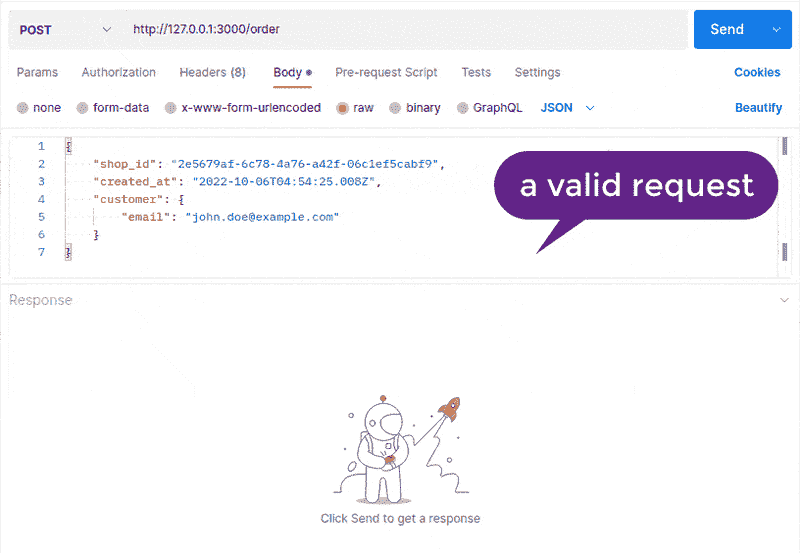 POST http://127.0.0.1:3000/order Send
Params Authorization Headers (8) Body Pre-request Script Tests Settings Cookies
none form-data x-www-form-urlencoded raw binary GraphQL JSON Beautify
1 {
2 "shop_id": "2e5679af-6c78-4a76-a42f-06c1ef5cabf9",
3 "created_at": "2022-10-06T04:54:25.008Z",
4 "customer": {
5 "email": "john.doe@example.com"
6 }
7 }
a valid request
Response
Click Send to get a response